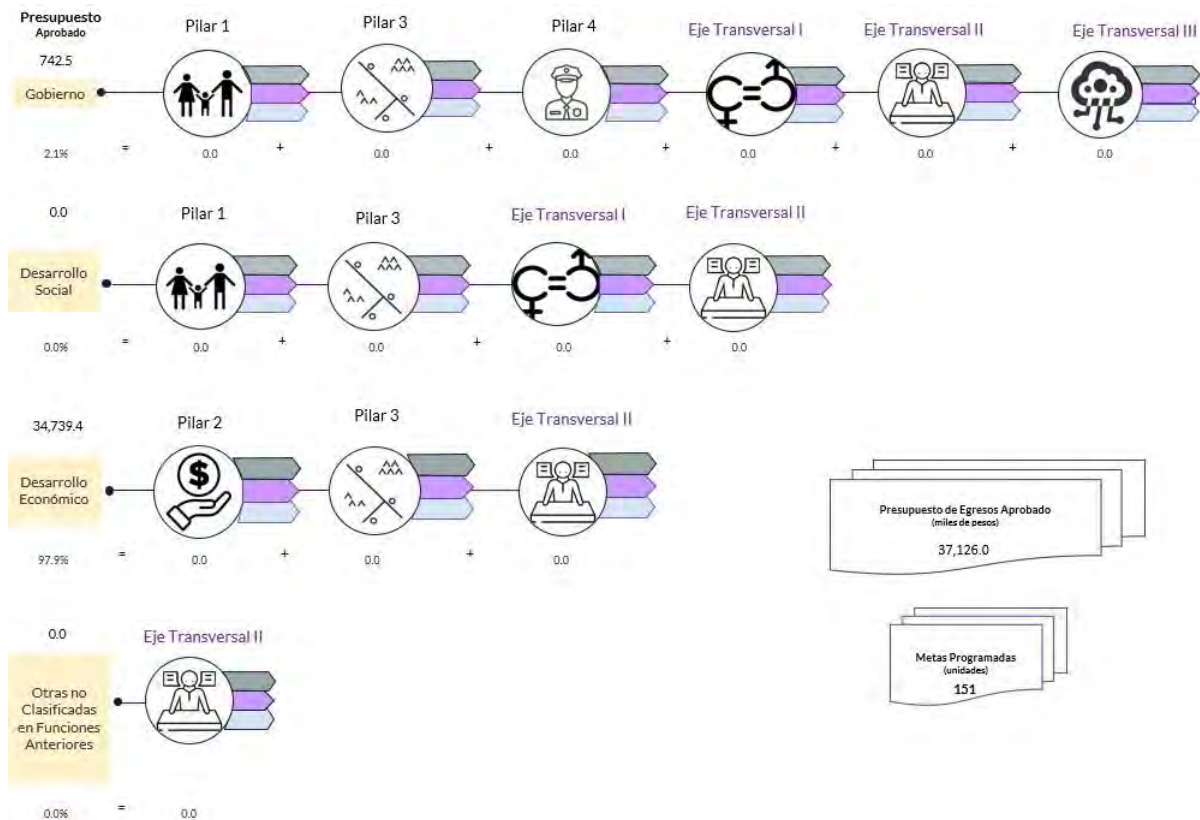 Presupuesto
Aprobado
742.5
Gobierno
2.1%
Pilar 1
Pilar 3
Pilar 4
Eje Transversal I
Eje Transversal II
Eje Transversal III
= 0.0 + 0.0 + 0.0 + 0.0 + 0.0 + 0.0
0.0
Desarrollo
Social
0.0%
Pilar 1
Pilar 3
Eje Transversal I
Eje Transversal II
= 0.0 + 0.0 + 0.0 + 0.0
34,739.4
Desarrollo
Económico
97.9%
Pilar 2
Pilar 3
Eje Transversal II
$
= 0.0 + 0.0 + 0.0
Presupuesto de Egresos Aprobado
(miles de pesos)
37,126.0
Metas Programadas
(unidades)
151
0.0
Otras no
Clasificadas
en Funciones
Anteriores
0.0%
Eje Transversal II
= 0.0